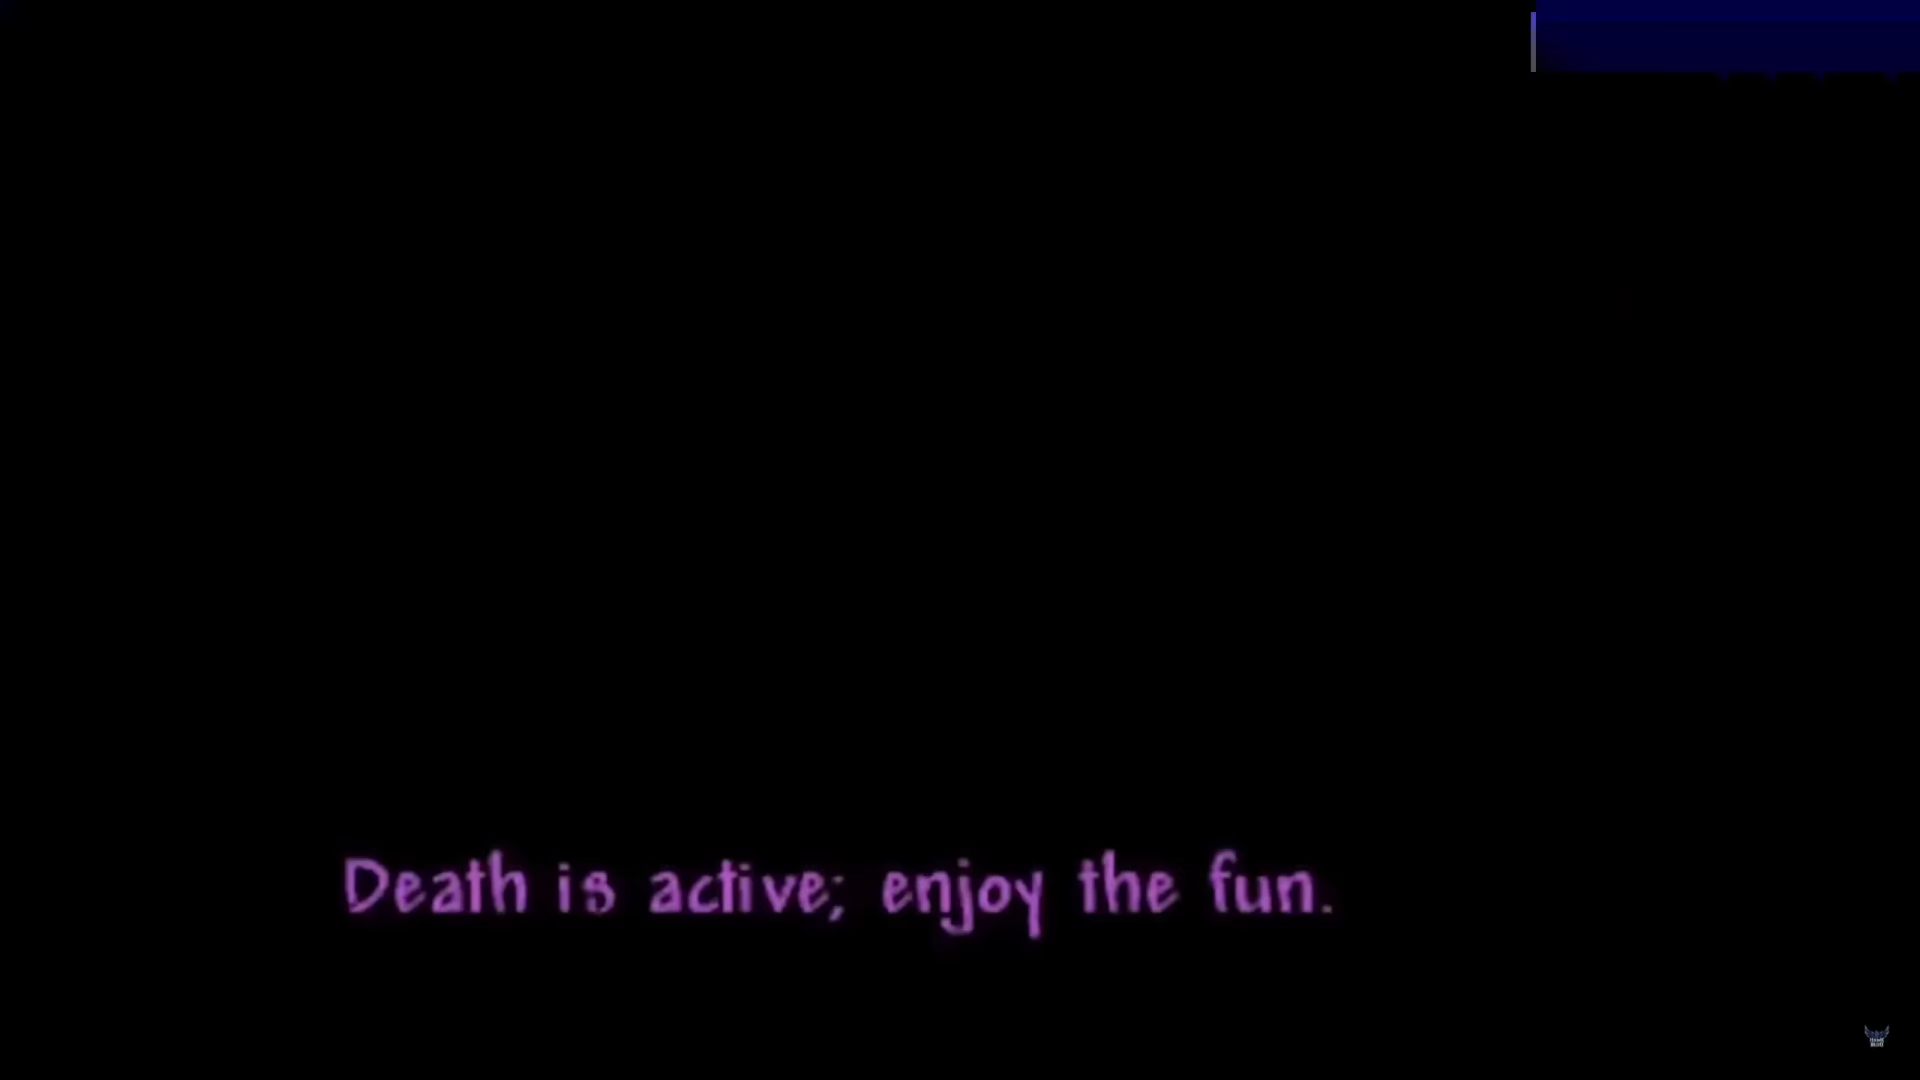 Death is active; enjoy the fun.